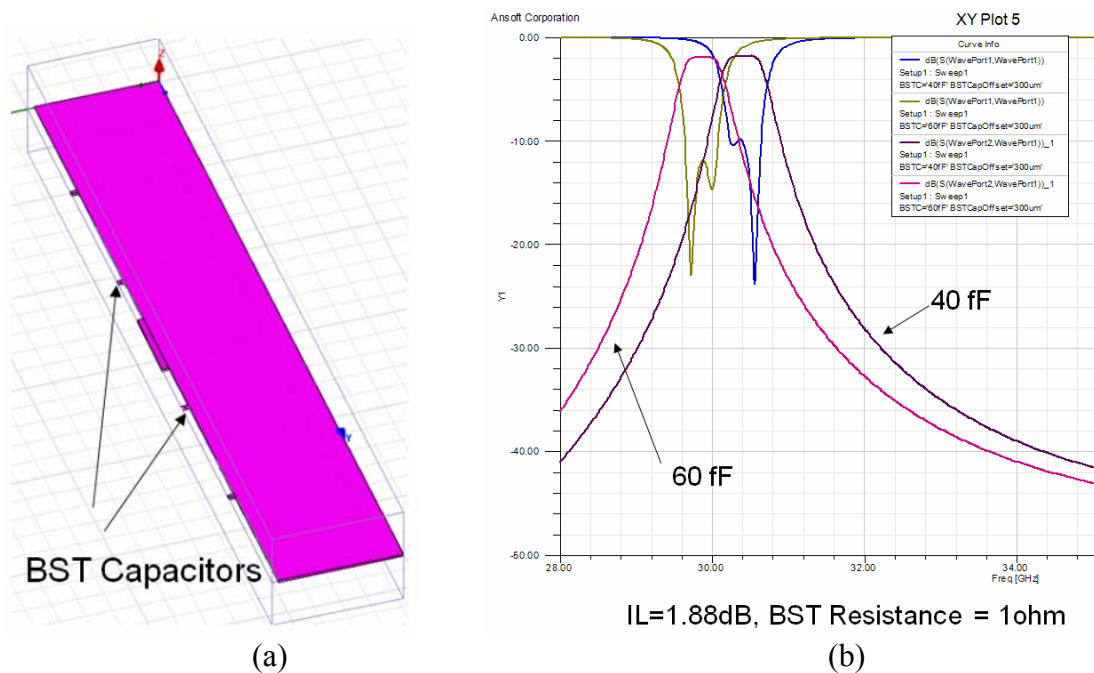 Z
Y
BST Capacitors
(a)
Ansoft Corporation
XY Plot 5
Curve Info
dB(S(WavePort1,WavePort1))
Setup1 : Sweep1
BSTC='40fF' BSTCapOffset='300um'
dB(S(WavePort1,WavePort1))
Setup1 : Sweep1
BSTC='60fF' BSTCapOffset='300um'
dB(S(WavePort2,WavePort1))_1
Setup1 : Sweep1
BSTC='40fF' BSTCapOffset='300um'
dB(S(WavePort2,WavePort1))_1
Setup1 : Sweep1
BSTC='60fF' BSTCapOffset='300um'
0.00
-10.00
-20.00
-30.00
-40.00
-50.00
Y1
40 fF
60 fF
28.00
30.00
32.00
34.00
Freq [GHz]
IL=1.88dB, BST Resistance = 1ohm
(b)